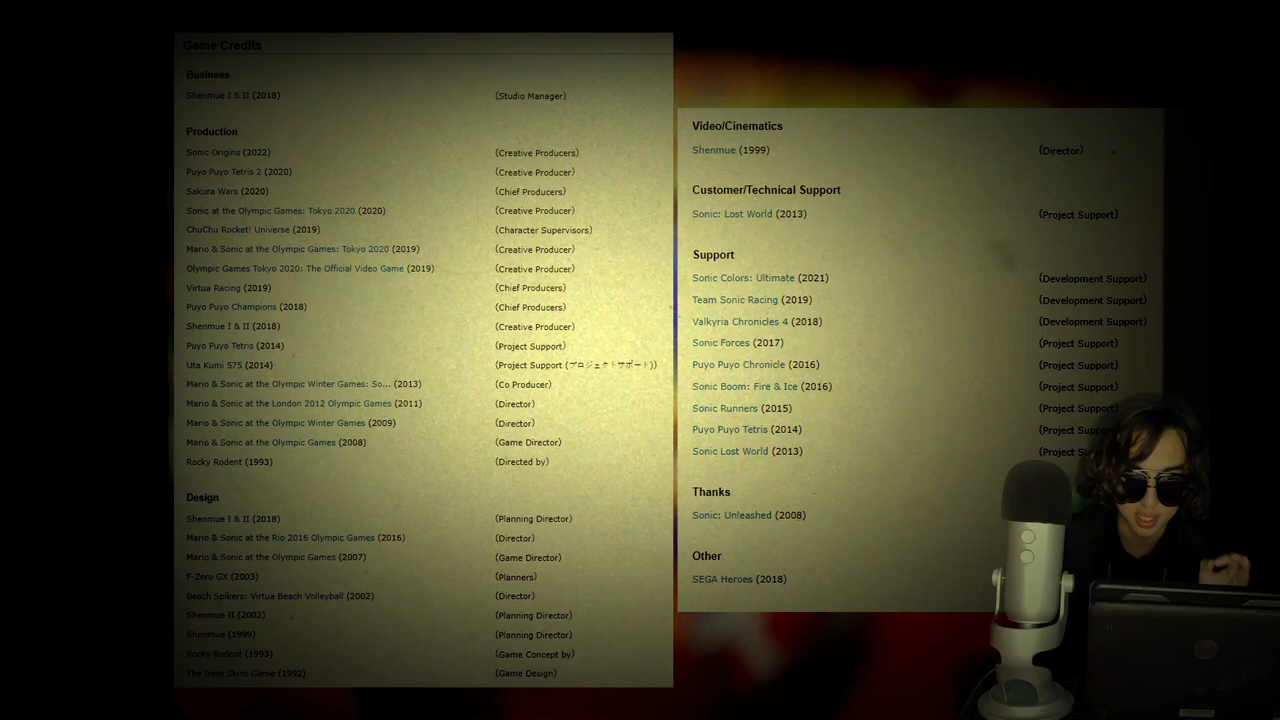 Game Credits
Business
Shenmue I & II (2018) (Studio Manager)
Production
Sonic Origins (2022) (Creative Producers)
Puyo Puyo Tetris 2 (2020) (Creative Producer)
Sakura Wars (2020) (Chief Producers)
Sonic at the Olympic Games: Tokyo 2020 (2020) (Creative Producer)
ChuChu Rocket! Universe (2019) (Character Supervisors)
Mario & Sonic at the Olympic Games: Tokyo 2020 (2019) (Creative Producer)
Olympic Games Tokyo 2020: The Official Video Game (2019) (Creative Producer)
Virtua Racing (2019) (Chief Producers)
Puyo Puyo Champions (2018) (Chief Producers)
Shenmue I & II (2018) (Creative Producer)
Puyo Puyo Tetris (2014) (Project Support)
Uta Kumi 575 (2014) (Project Support (プロジェクトサポート))
Mario & Sonic at the Olympic Winter Games: So... (2013) (Co Producer)
Mario & Sonic at the London 2012 Olympic Games (2011) (Director)
Mario & Sonic at the Olympic Winter Games (2009) (Director)
Mario & Sonic at the Olympic Games (2008) (Game Director)
Rocky Rodent (1993) (Directed by)
Design
Shenmue I & II (2018) (Planning Director)
Mario & Sonic at the Rio 2016 Olympic Games (2016) (Director)
Mario & Sonic at the Olympic Games (2007) (Game Director)
F-Zero GX (2003) (Planners)
Beach Spikers: Virtua Beach Volleyball (2002) (Director)
Shenmue II (2002) (Planning Director)
Shenmue (1999) (Planning Director)
Rocky Rodent (1993) (Game Concept by)
The Irem Skins Game (1992) (Game Design)
Video/Cinematics
Shenmue (1999) (Director)
Customer/Technical Support
Sonic: Lost World (2013) (Project Support)
Support
Sonic Colors: Ultimate (2021) (Development Support)
Team Sonic Racing (2019) (Development Support)
Valkyria Chronicles 4 (2018) (Development Support)
Sonic Forces (2017) (Project Support)
Puyo Puyo Chronicle (2016) (Project Support)
Sonic Boom: Fire & Ice (2016) (Project Support)
Sonic Runners (2015) (Project Support)
Puyo Puyo Tetris (2014) (Project Support)
Sonic Lost World (2013) (Project
Thanks
Sonic: Unleashed (2008)
Other
SEGA Heroes (2018)